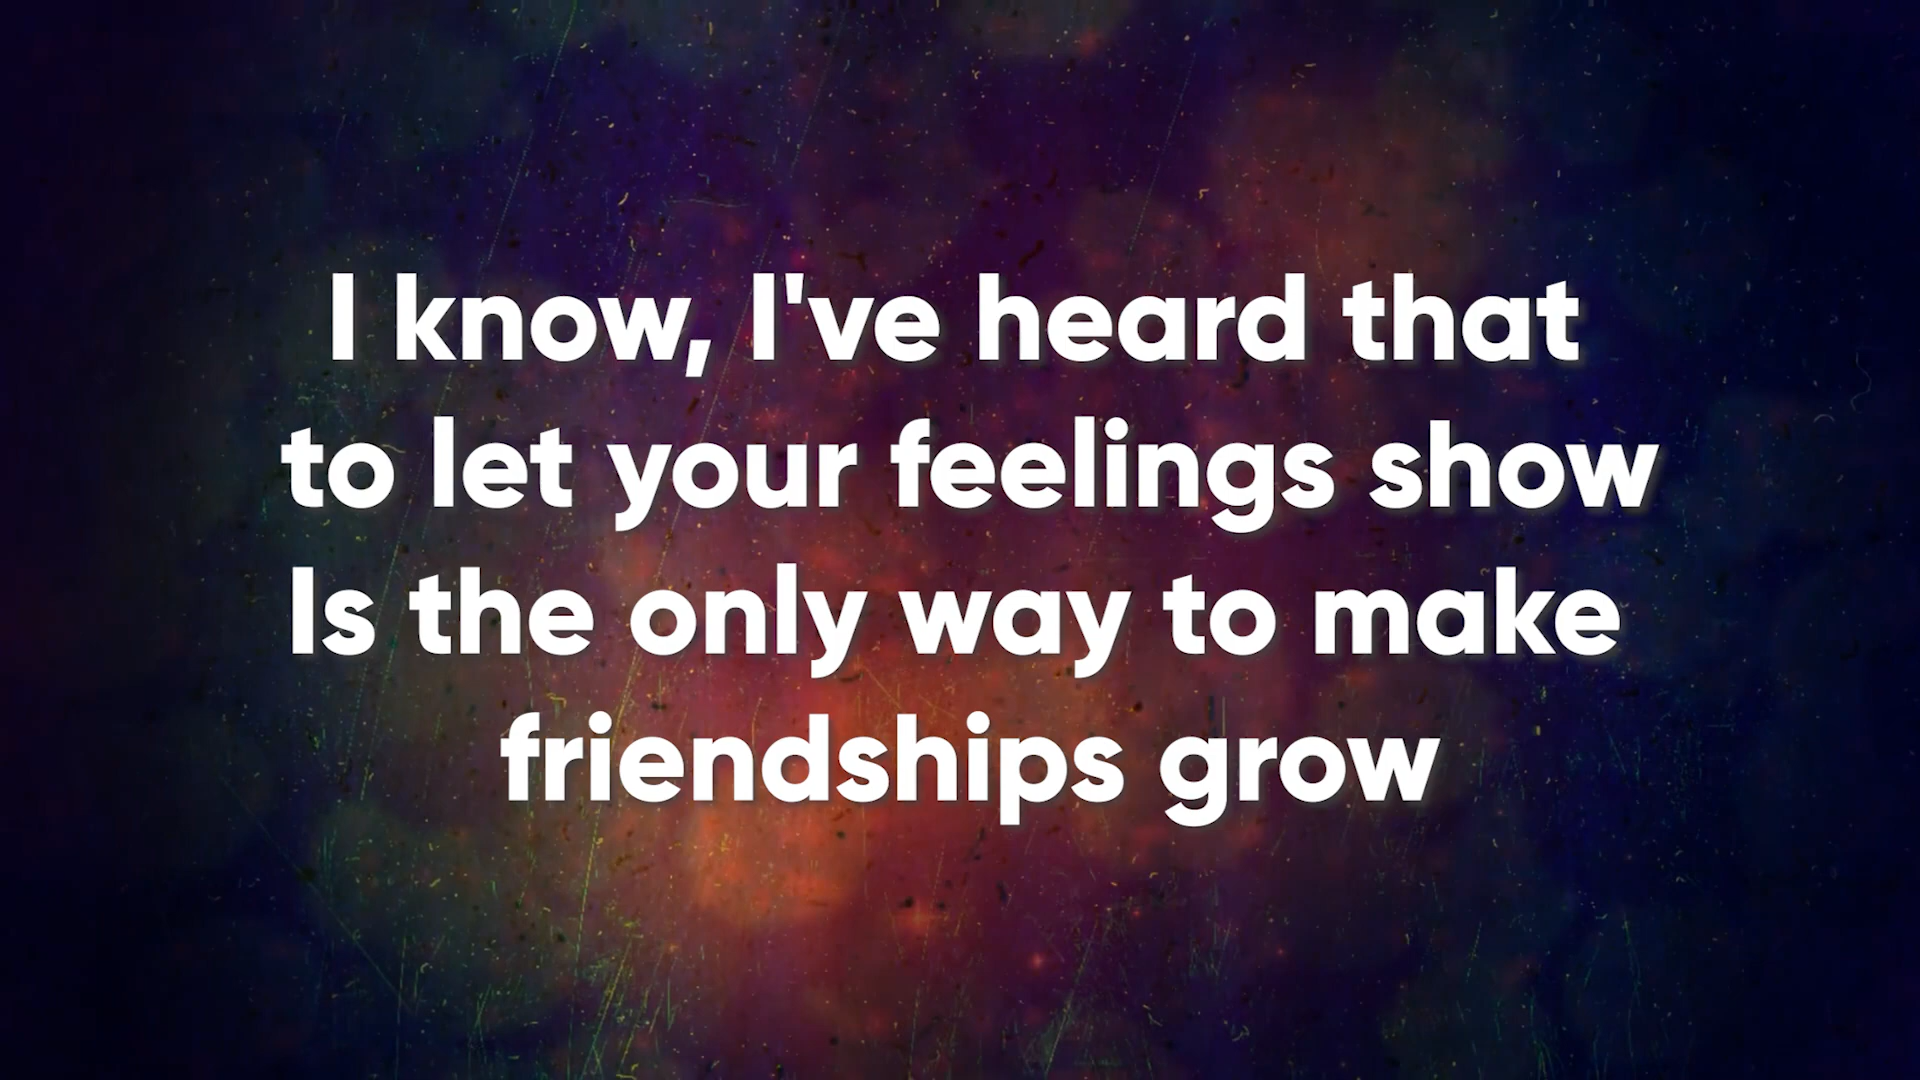 I know, I've heard that
to let your feelings show
Is the only way to make
friendships grow